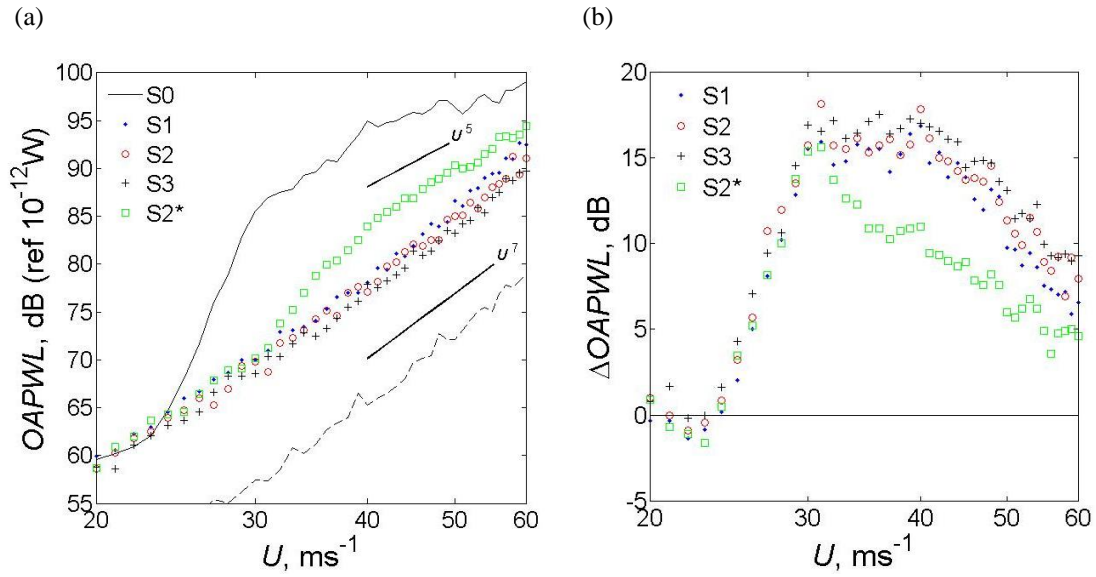 (a)
OAPWL, dB (ref 10⁻¹²W)
100
95
90
85
80
75
70
65
60
55
S0
S1
S2
S3
S2*
u⁵
u⁷
20
30
40
50
60
U, ms⁻¹
(b)
ΔOAPWL, dB
20
15
10
5
0
-5
S1
S2
S3
S2*
20
30
40
50
60
U, ms⁻¹